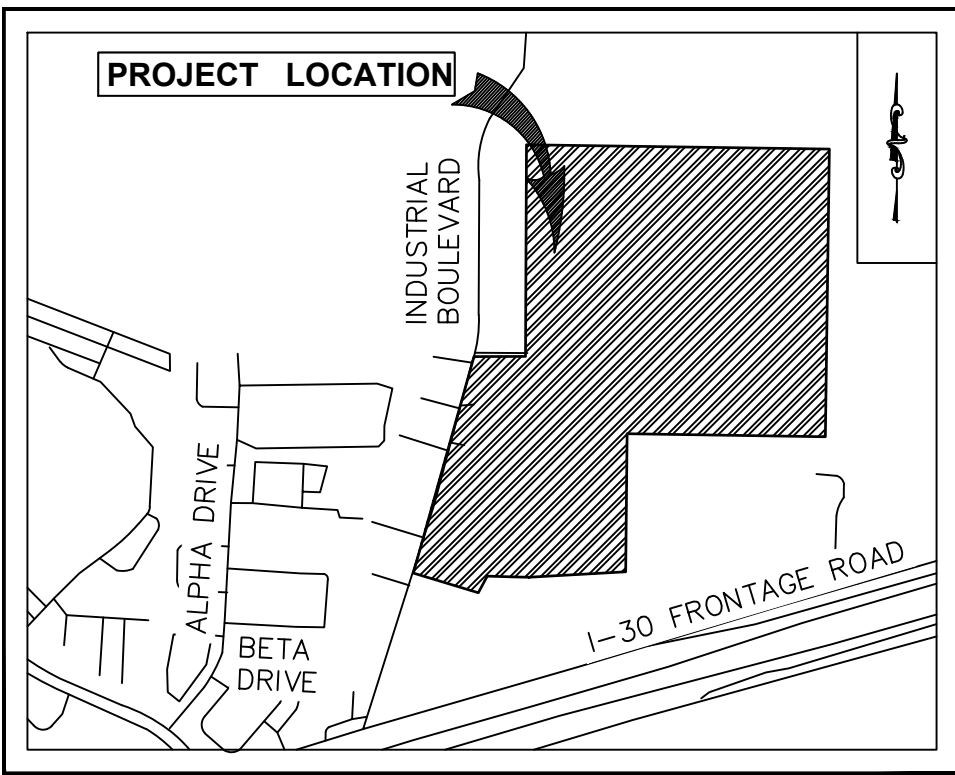 PROJECT LOCATION
INDUSTRIAL
BOULEVARD
ALPHA DRIVE
BETA
DRIVE
I-30 FRONTAGE ROAD